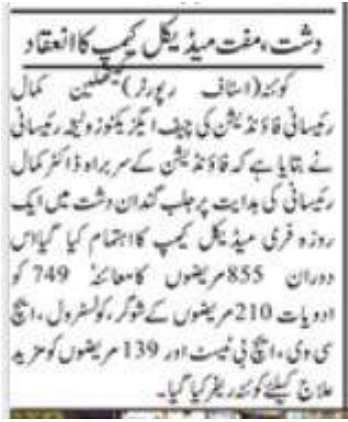 دشت، مفت میڈیکل کیمپ کا انعقاد
کوئٹہ (اسٹاف رپورٹر) کمال
رئیسانی فاؤنڈیشن کی چیف ایگزیکٹو رئیسانی
نے بتایا ہے کہ فاؤنڈیشن کے سربراہ ڈاکٹر کمال
رئیسانی کی ہدایت پر جلب گندان دشت میں ایک
روزہ فری میڈیکل کیمپ کا اہتمام کیا گیا اس
دوران 855 مریضوں کا معائنہ 749 کو
ادویات 210 مریضوں کے شوگر، کولسٹرول، ایچ
سی وی، ایچ بی ٹیسٹ اور 139 مریضوں کو مزید
علاج کیلئے کوئٹہ ریفر کیا گیا۔